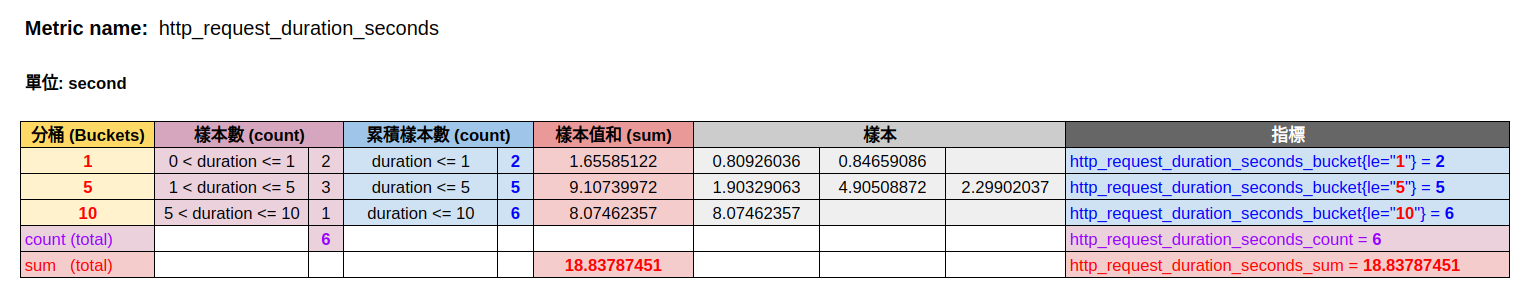 Metric name: http_request_duration_seconds
單位: second
分桶 (Buckets) 樣本數 (count) 累積樣本數 (count) 樣本值和 (sum) 樣本 指標
1 0 < duration <= 1 2 duration <= 1 2 1.65585122 0.80926036 0.84659086 http_request_duration_seconds_bucket{le="1"} = 2
5 1 < duration <= 5 3 duration <= 5 5 9.10739972 1.90329063 4.90508872 2.29902037 http_request_duration_seconds_bucket{le="5"} = 5
10 5 < duration <= 10 1 duration <= 10 6 8.07462357 8.07462357 http_request_duration_seconds_bucket{le="10"} = 6
count (total) 6 http_request_duration_seconds_count = 6
sum (total) 18.83787451 http_request_duration_seconds_sum = 18.83787451